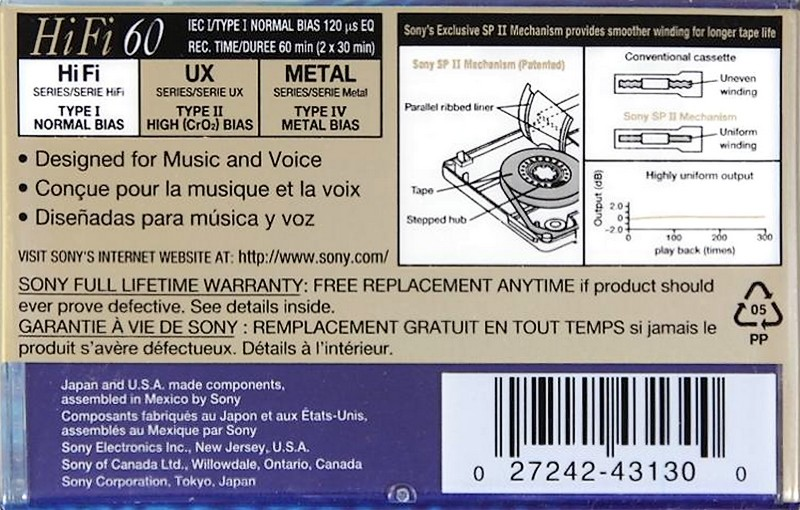 HiFi 60
IEC I/TYPE I NORMAL BIAS 120 µs EQ
REC. TIME/DUREE 60 min (2 x 30 min)
HiFi
SERIES/SERIE HiFi
TYPE I
NORMAL BIAS
UX
SERIES/SERIE UX
TYPE II
HIGH (CrO₂) BIAS
METAL
SERIES/SERIE Metal
TYPE IV
METAL BIAS
• Designed for Music and Voice
• Conçue pour la musique et la voix
• Diseñadas para música y voz
VISIT SONY'S INTERNET WEBSITE AT: http://www.sony.com/
Sony's Exclusive SP II Mechanism provides smoother winding for longer tape life
Sony SP II Mechanism (Patented)
Parallel ribbed liner
Tape
Stepped hub
Conventional cassette
Uneven
winding
Sony SP II Mechanism
Uniform
winding
Highly uniform output
Output (dB)
2.0
0
-2.0
0 100 200 300
play back (times)
SONY FULL LIFETIME WARRANTY: FREE REPLACEMENT ANYTIME if product should
ever prove defective. See details inside.
GARANTIE À VIE DE SONY : REMPLACEMENT GRATUIT EN TOUT TEMPS si jamais le
produit s'avère défectueux. Détails à l'intérieur.
05
PP
Japan and U.S.A. made components,
assembled in Mexico by Sony
Composants fabriqués au Japon et aux États-Unis,
assemblés au Mexique par Sony
Sony Electronics Inc., New Jersey, U.S.A.
Sony of Canada Ltd., Willowdale, Ontario, Canada
Sony Corporation, Tokyo, Japan
0 27242-43130 0